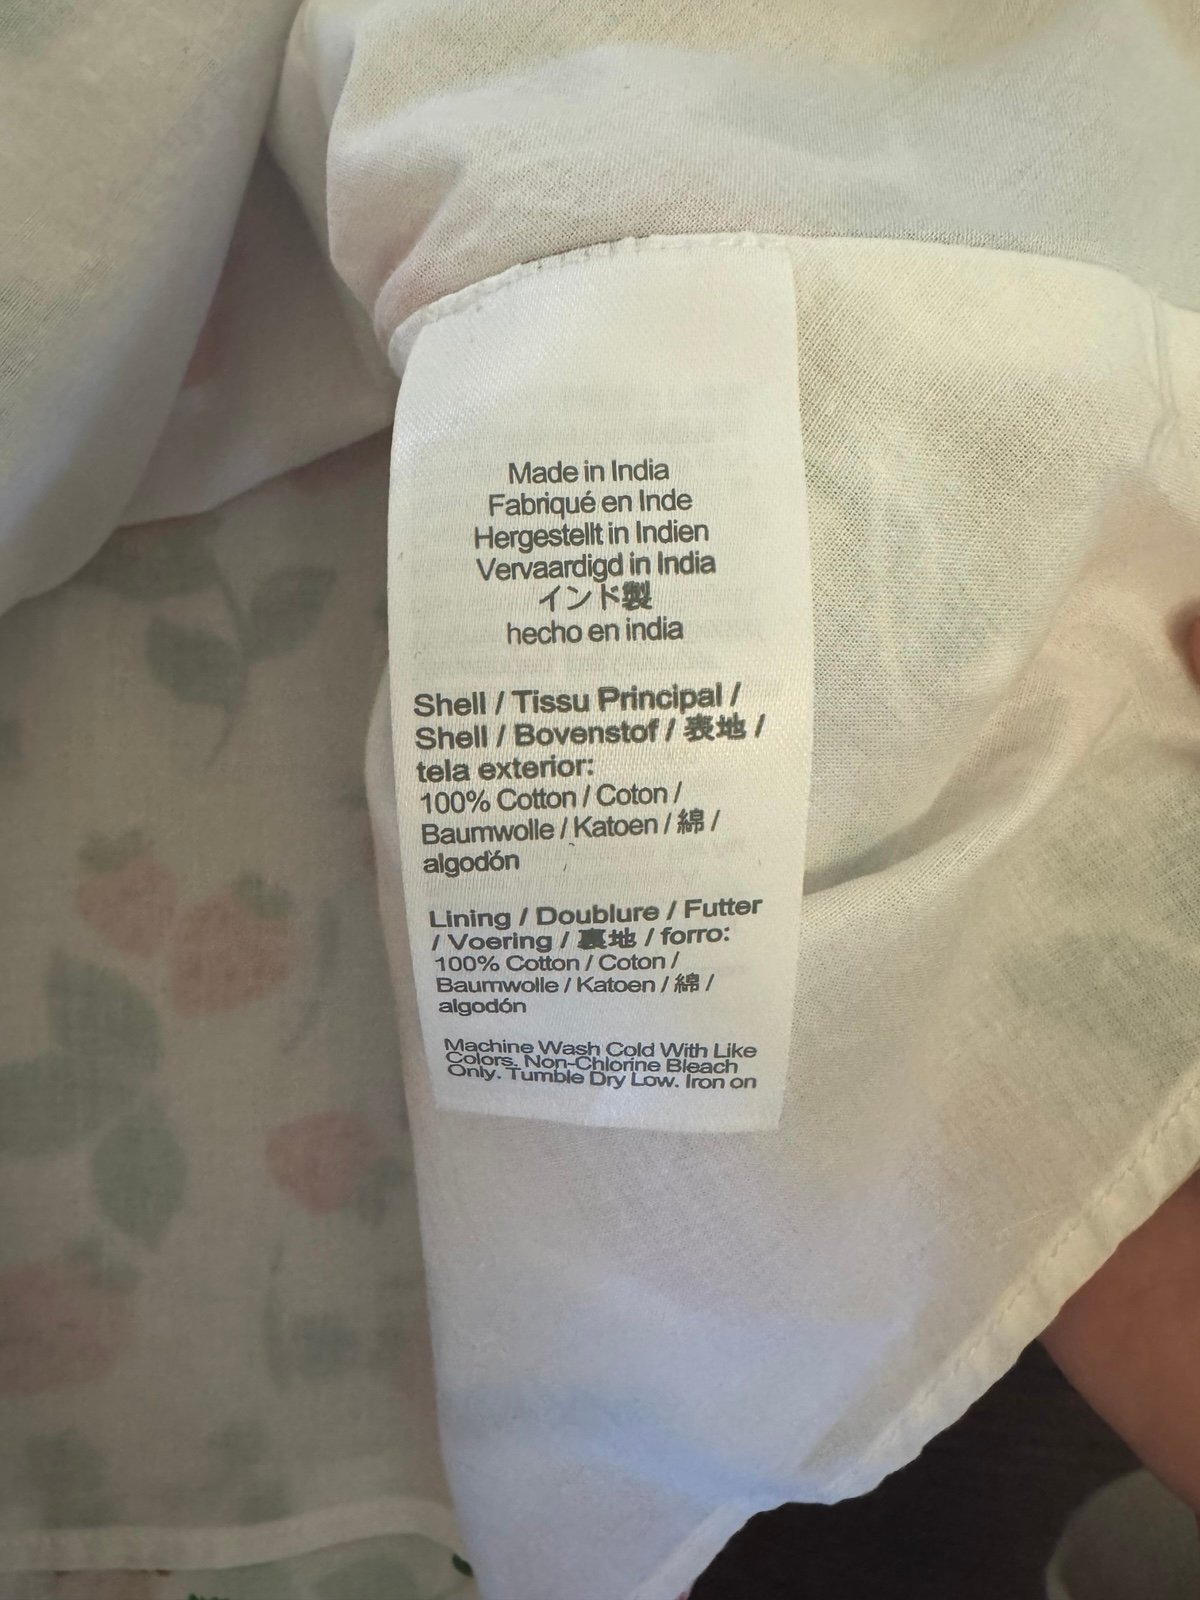 Made in India
Fabriqué en Inde
Hergestellt in Indien
Vervaardigd in India
インド製
hecho en india
Shell / Tissu Principal /
Shell / Bovenstof / 表地 /
tela exterior:
100% Cotton / Coton /
Baumwolle / Katoen / 綿 /
algodón
Lining / Doublure / Futter
/ Voering / 裏地 / forro:
100% Cotton / Coton /
Baumwolle / Katoen / 綿 /
algodón
Machine Wash Cold With Like
Colors. Non-Chlorine Bleach
Only. Tumble Dry Low. Iron on